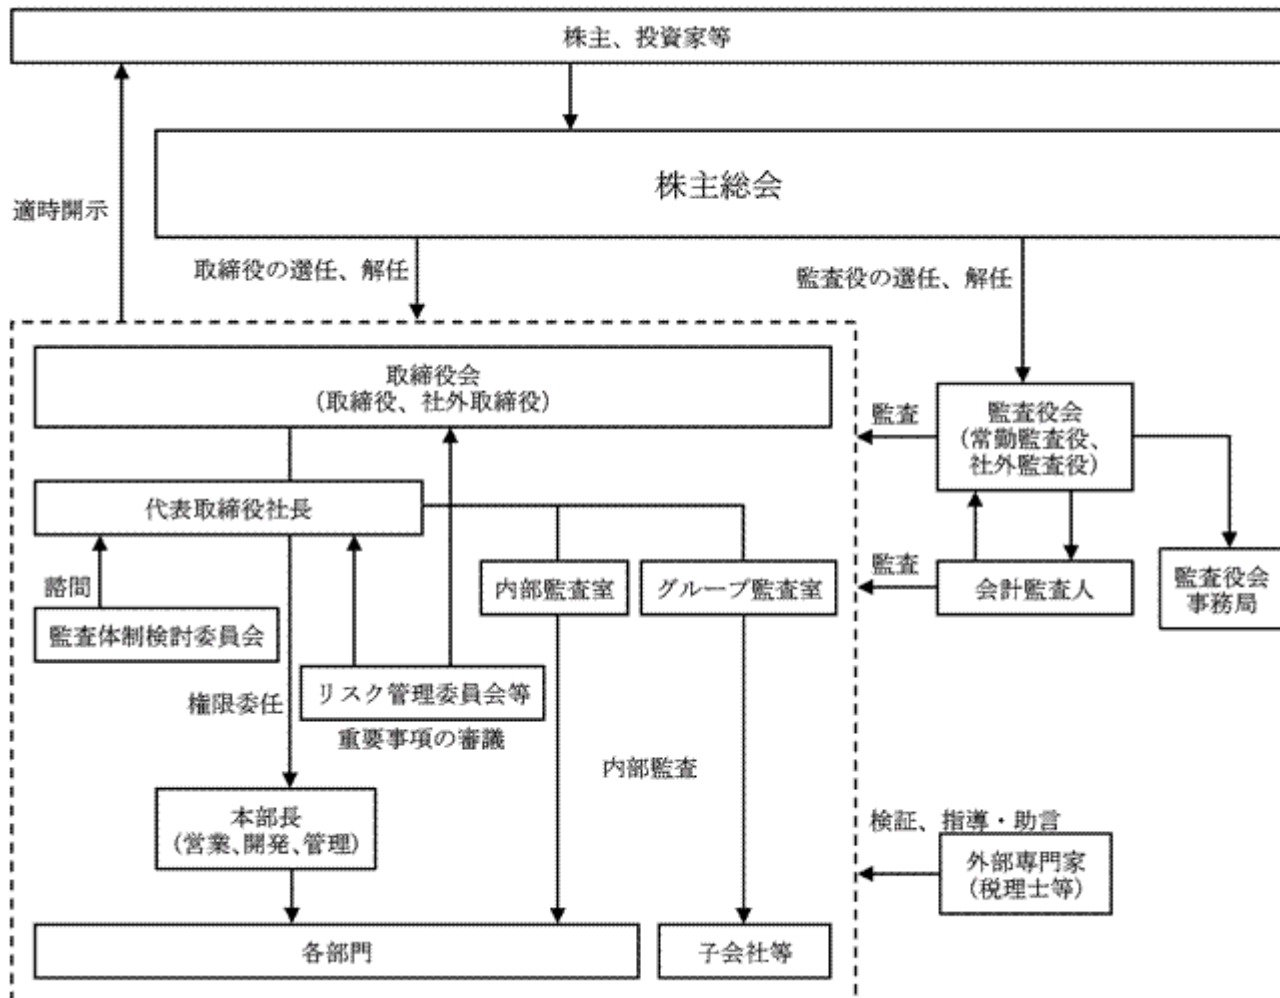 株主、投資家等
株主総会
適時開示
取締役の選任、解任
監査役の選任、解任
取締役会
(取締役、社外取締役)
監査
監査役会
(常勤監査役、
社外監査役)
代表取締役社長
諮問
内部監査室
グループ監査室
監査
会計監査人
監査役会
事務局
監査体制検討委員会
権限委任
リスク管理委員会等
重要事項の審議
内部監査
本部長
(営業、開発、管理)
検証、指導・助言
外部専門家
(税理士等)
各部門
子会社等